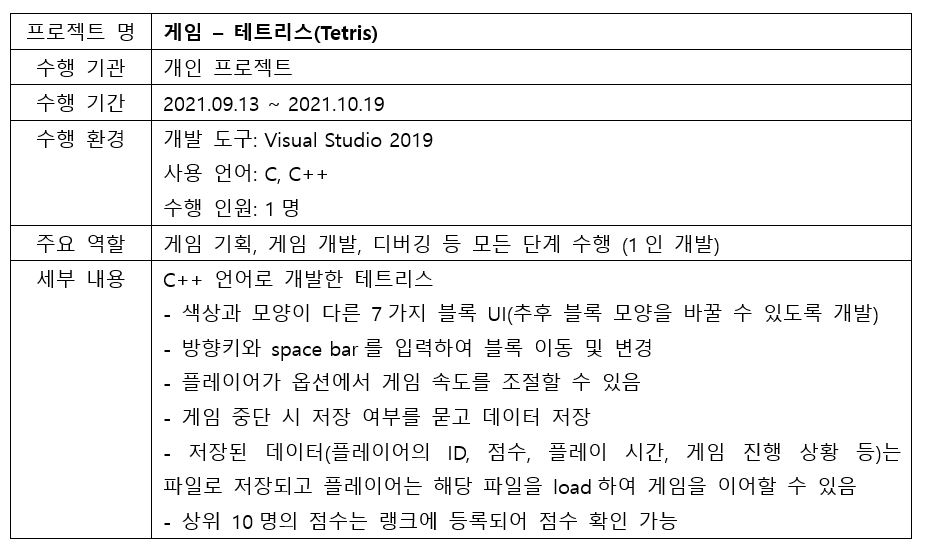 프로젝트 명 게임 – 테트리스(Tetris)
수행 기관 개인 프로젝트
수행 기간 2021.09.13 ~ 2021.10.19
수행 환경 개발 도구: Visual Studio 2019
사용 언어: C, C++
수행 인원: 1명
주요 역할 게임 기획, 게임 개발, 디버깅 등 모든 단계 수행 (1인 개발)
세부 내용 C++ 언어로 개발한 테트리스
- 색상과 모양이 다른 7가지 블록 UI(추후 블록 모양을 바꿀 수 있도록 개발)
- 방향키와 space bar를 입력하여 블록 이동 및 변경
- 플레이어가 옵션에서 게임 속도를 조절할 수 있음
- 게임 중단 시 저장 여부를 묻고 데이터 저장
- 저장된 데이터(플레이어의 ID, 점수, 플레이 시간, 게임 진행 상황 등)는
파일로 저장되고 플레이어는 해당 파일을 load하여 게임을 이어할 수 있음
- 상위 10명의 점수는 랭크에 등록되어 점수 확인 가능